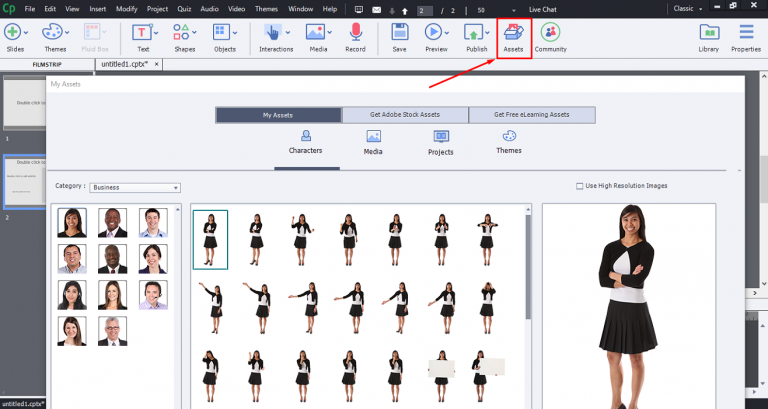 Cp File Edit View Insert Modify Project Quiz Audio Video Themes Window Help 2 / 2 50 Live Chat Classic
Slides Themes Fluid Box Text Shapes Objects Interactions Media Record Save Preview Publish Assets Community Library Properties
FILMSTRIP untitled1.cptx* ×
My Assets
Double click
My Assets Get Adobe Stock Assets Get Free eLearning Assets
1
Characters Media Projects Themes
Double click
Category : Business Use High Resolution Images
2
untitled1.cptx*